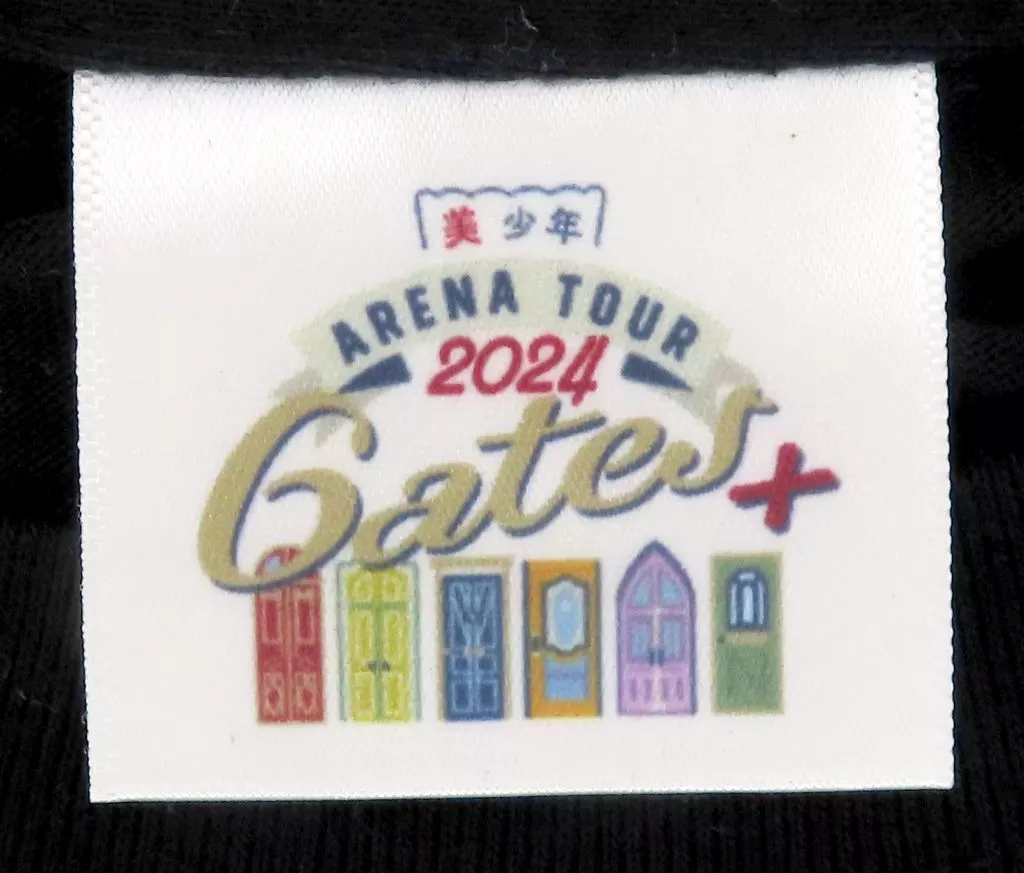 美 少年
ARENA TOUR
2024
Gates+